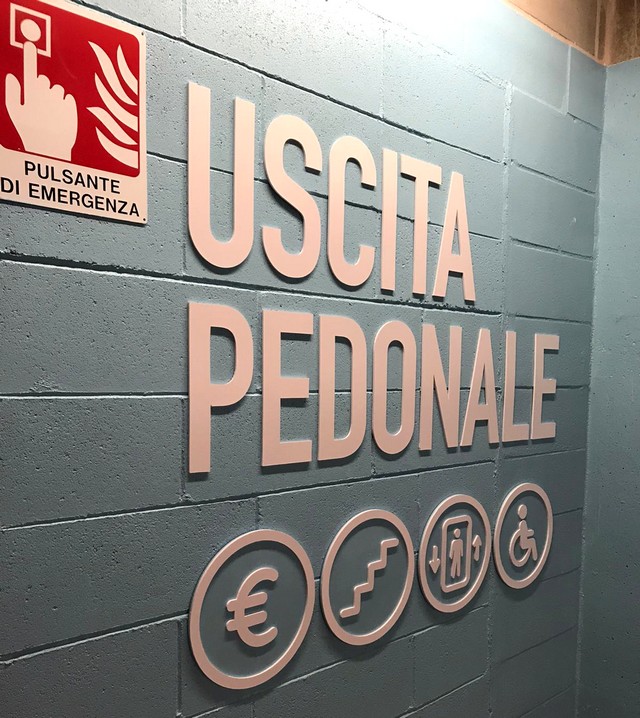 PULSANTE
DI EMERGENZA
USCITA
PEDONALE
€